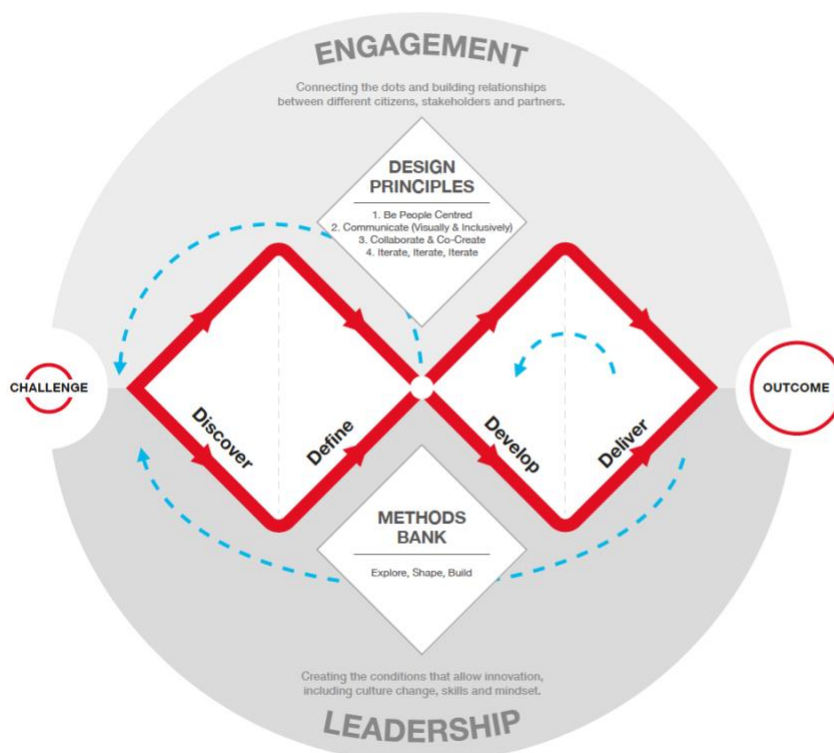 ENGAGEMENT
Connecting the dots and building relationships
between different citizens, stakeholders and partners.
DESIGN
PRINCIPLES
1. Be People Centred
2. Communicate (Visually & Inclusively)
3. Collaborate & Co-Create
4. Iterate, Iterate, Iterate
CHALLENGE
OUTCOME
Discover
Define
Develop
Deliver
METHODS
BANK
Explore, Shape, Build
Creating the conditions that allow innovation,
including culture change, skills and mindset.
LEADERSHIP